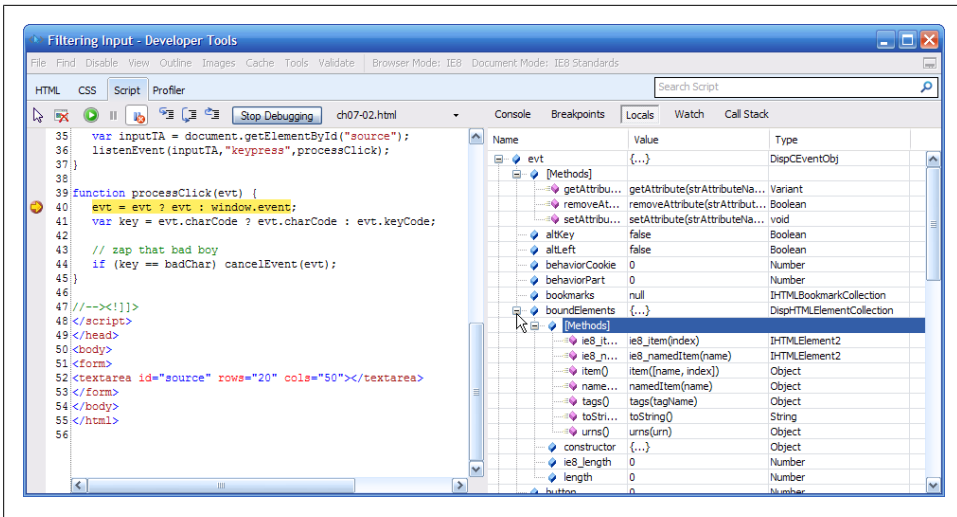 Filtering Input - Developer Tools
File Find Disable View Outline Images Cache Tools Validate Browser Mode: IE8 Document Mode: IE8 Standards
HTML CSS Script Profiler Search Script
Stop Debugging ch07-02.html Console Breakpoints Locals Watch Call Stack
35 var inputTA = document.getElementById("source");
36 listenEvent(inputTA,"keypress",processClick);
37 }
38
39 function processClick(evt) {
40 evt = evt ? evt : window.event;
41 var key = evt.charCode ? evt.charCode : evt.keyCode;
42
43 // zap that bad boy
44 if (key == badChar) cancelEvent(evt);
45 }
46
47 //--><!]]>
48 </script>
49 </head>
50 <body>
51 <form>
52 <textarea id="source" rows="20" cols="50"></textarea>
53 </form>
54 </body>
55 </html>
56
Name Value Type
evt {...} DispCEventObj
[Methods]
getAttribu... getAttribute(strAttributeNa... Variant
removeAt... removeAttribute(strAttribut... Boolean
setAttribu... setAttribute(strAttributeNa... void
altKey false Boolean
altLeft false Boolean
behaviorCookie 0 Number
behaviorPart 0 Number
bookmarks null IHTMLBookmarkCollection
boundElements {...} DispHTMLElementCollection
[Methods]
ie8_it... ie8_item(index) IHTMLElement2
ie8_n... ie8_namedItem(name) IHTMLElement2
item() item([name, index]) Object
name... namedItem(name) Object
tags() tags(tagName) Object
toStri... toString() String
urns() urns(urn) Object
constructor {...} Object
ie8_length 0 Number
length 0 Number
button 0 Number